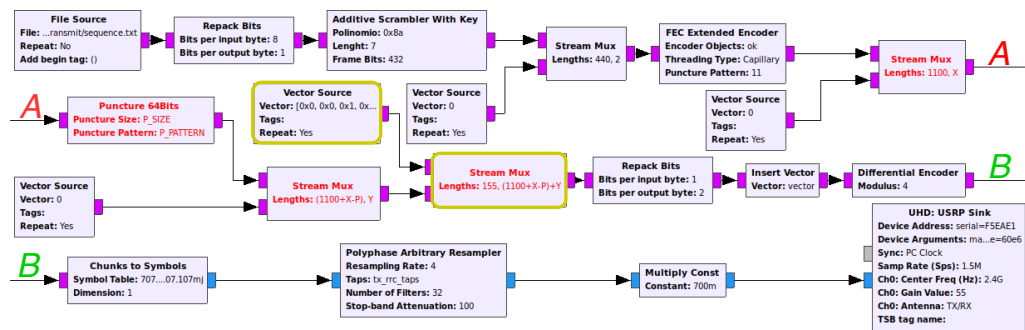 File Source
File: ...ransmit/sequence.txt
Repeat: No
Add begin tag: ()
Repack Bits
Bits per input byte: 8
Bits per output byte: 1
Additive Scrambler With Key
Polinomio: 0x8a
Lenght: 7
Frame Bits: 432
Stream Mux
Lengths: 440, 2
FEC Extended Encoder
Encoder Objects: ok
Threading Type: Capillary
Puncture Pattern: 11
Stream Mux
Lengths: 1100, X
A
A
Puncture 64Bits
Puncture Size: P_SIZE
Puncture Pattern: P_PATTERN
Vector Source
Vector: [0x0, 0x0, 0x1, 0x...
Tags:
Repeat: Yes
Vector Source
Vector: 0
Tags:
Repeat: Yes
Vector Source
Vector: 0
Tags:
Repeat: Yes
Vector Source
Vector: 0
Tags:
Repeat: Yes
Stream Mux
Lengths: (1100+X-P), Y
Stream Mux
Lengths: 155, (1100+X-P)+Y
Repack Bits
Bits per input byte: 1
Bits per output byte: 2
Insert Vector
Vector: vector
Differential Encoder
Modulus: 4
B
B
Chunks to Symbols
Symbol Table: 707....07.107mj
Dimension: 1
Polyphase Arbitrary Resampler
Resampling Rate: 4
Taps: tx_rrc_taps
Number of Filters: 32
Stop-band Attenuation: 100
Multiply Const
Constant: 700m
UHD: USRP Sink
Device Address: serial=F5EAE1
Device Arguments: ma...e=60e6
Sync: PC Clock
Samp Rate (Sps): 1.5M
Ch0: Center Freq (Hz): 2.4G
Ch0: Gain Value: 55
Ch0: Antenna: TX/RX
TSB tag name: